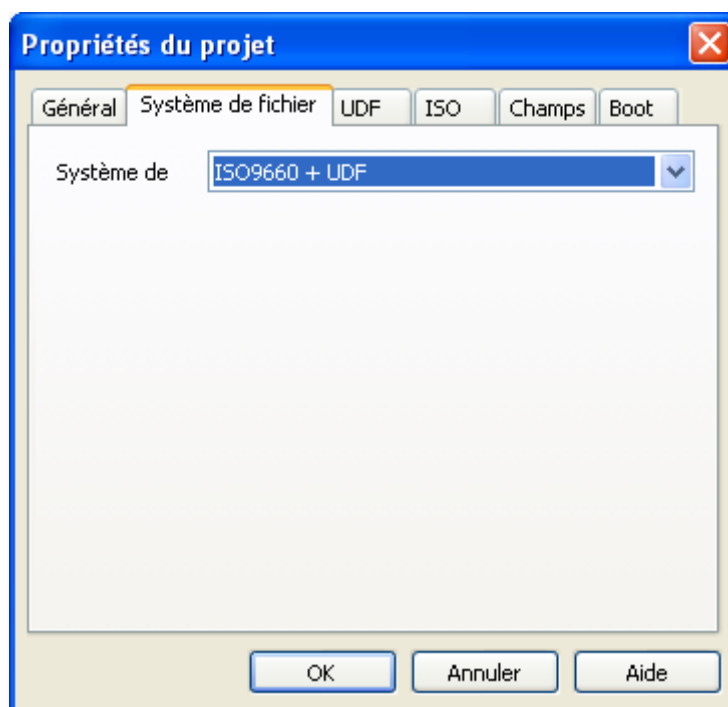 Propriétés du projet
Général Système de fichier UDF ISO Champs Boot
Système de ISO9660 + UDF
OK Annuler Aide